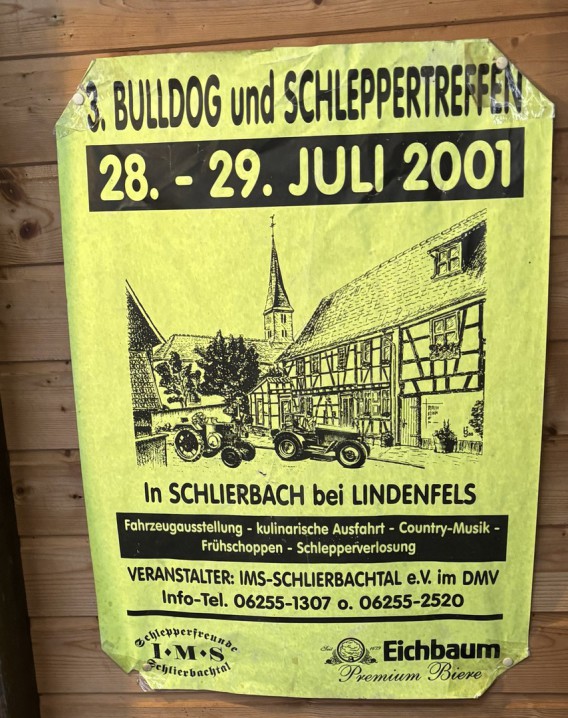 3. BULLDOG und SCHLEPPERTREFFEN
28. - 29. JULI 2001
In SCHLIERBACH bei LINDENFELS
Fahrzeugausstellung - kulinarische Ausfahrt - Country-Musik -
Frühschoppen - Schlepperverlosung
VERANSTALTER: IMS-SCHLIERBACHTAL e.V. im DMV
Info-Tel. 06255-1307 o. 06255-2520
Schlepperfreunde
I•M•S
Schlierbachtal
Seit
Eichbaum
Premium Biere